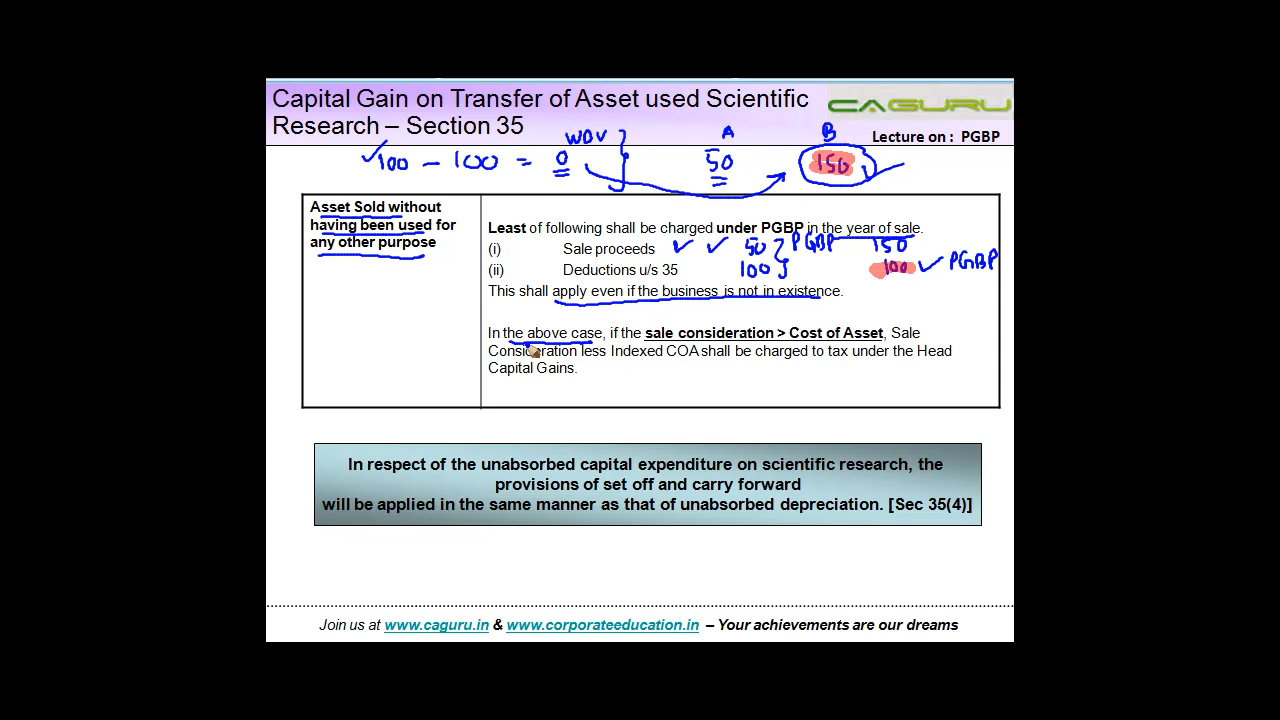 Capital Gain on Transfer of Asset used Scientific
Research – Section 35
CAGURU
Lecture on : PGBP
WDV
A
B
100 – 100 = 0
50
150
Asset Sold without
having been used for
any other purpose
Least of following shall be charged under PGBP in the year of sale.
(i) Sale proceeds 50 PGBP 150
(ii) Deductions u/s 35 100 100 PGBP
This shall apply even if the business is not in existence.
In the above case, if the sale consideration > Cost of Asset, Sale
Consideration less Indexed COA shall be charged to tax under the Head
Capital Gains.
In respect of the unabsorbed capital expenditure on scientific research, the
provisions of set off and carry forward
will be applied in the same manner as that of unabsorbed depreciation. [Sec 35(4)]
Join us at www.caguru.in & www.corporateeducation.in – Your achievements are our dreams